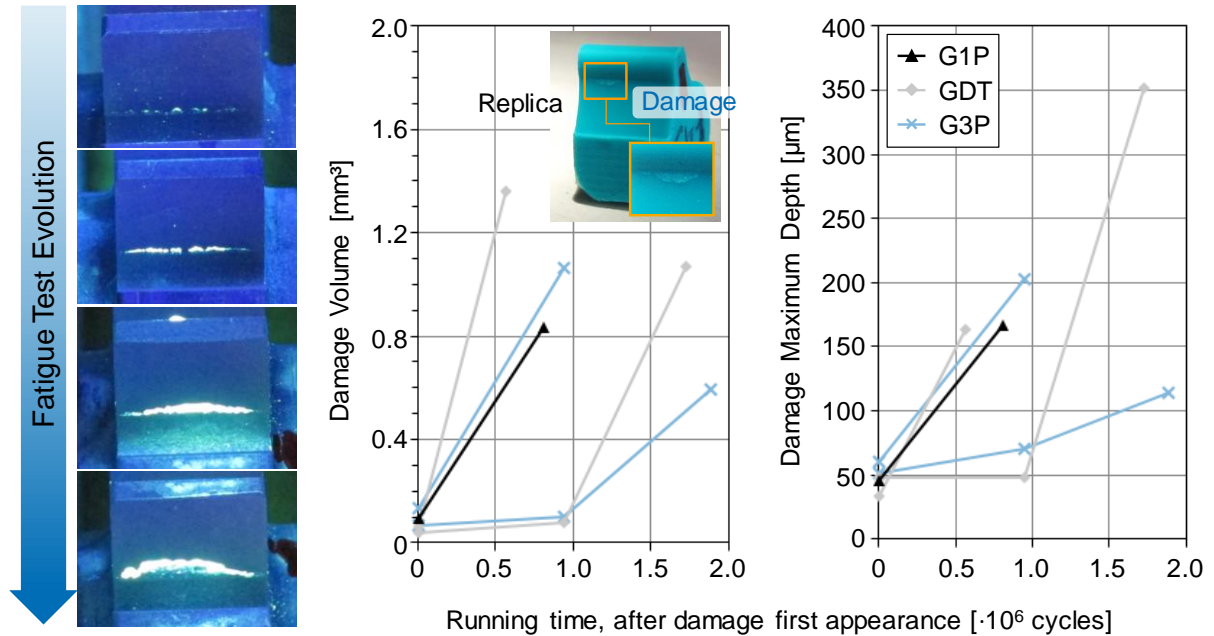 Fatigue Test Evolution
Damage Volume [mm³]
2.0
1.6
1.2
0.8
0.4
0
0 0.5 1.0 1.5 2.0
Replica
Damage
Damage Maximum Depth [µm]
400
350
300
250
200
150
100
50
0
0 0.5 1.0 1.5 2.0
G1P
GDT
G3P
Running time, after damage first appearance [·10⁶ cycles]